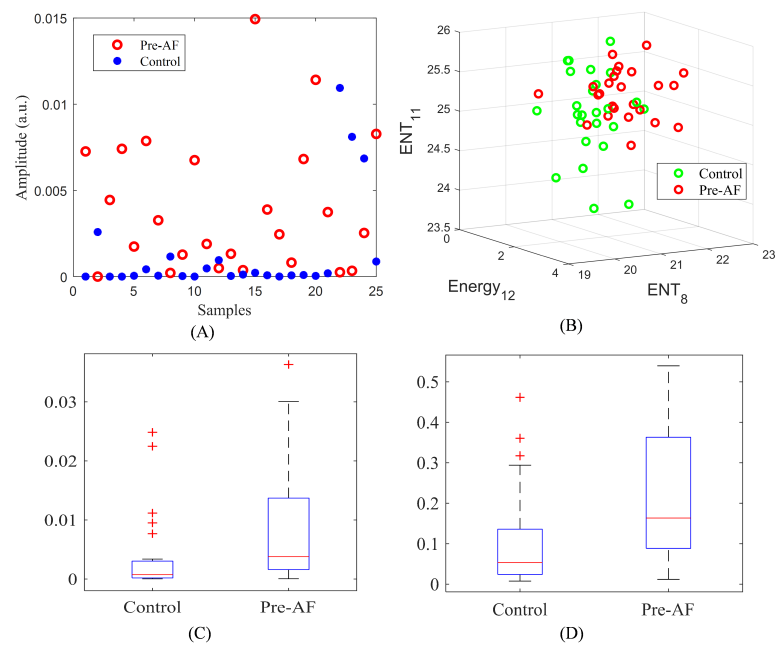 0.015
0.01
0.005
0
Amplitude (a.u.)
Pre-AF
Control
0 5 10 15 20 25
Samples
(A)
26
25.5
25
24.5
24
23.5
ENT11
Control
Pre-AF
0
2
4
Energy12
19 20 21 22 23
ENT8
(B)
0.03
0.02
0.01
0
Control Pre-AF
(C)
0.5
0.4
0.3
0.2
0.1
0
Control Pre-AF
(D)